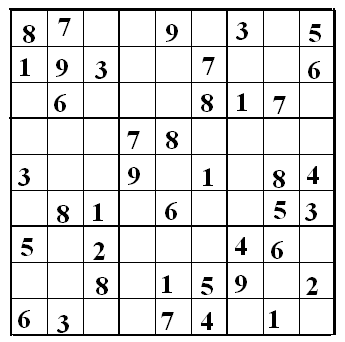 8 7 9 3 5
1 9 3 7 6
6 8 1 7
7 8
3 9 1 8 4
8 1 6 5 3
5 2 4 6
8 1 5 9 2
6 3 7 4 1